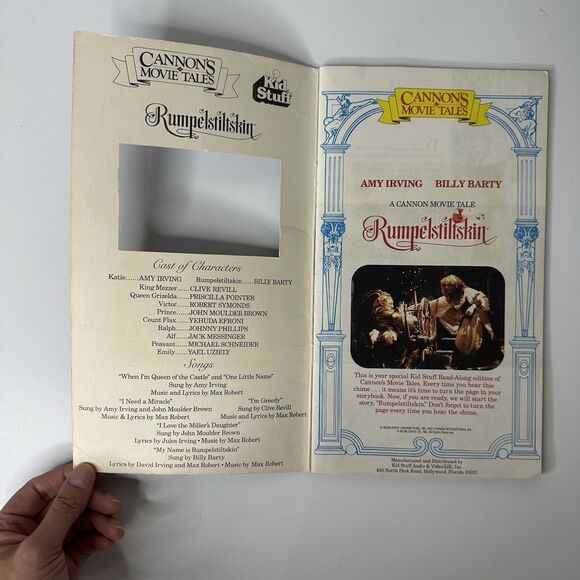 CANNON'S
MOVIE TALES
Kid
Stuff
Rumpelstiltskin
Cast of Characters
Katie......AMY IRVING Rumpelstiltskin......BILLY BARTY
King Mezzer......CLIVE REVILL
Queen Grizelda......PRISCILLA POINTER
Victor......ROBERT SYMONDS
Prince......JOHN MOULDER BROWN
Count Flax......YEHUDA EFRONI
Ralph......JOHNNY PHILLIPS
Alf......JACK MESSINGER
Peasant......MICHAEL SCHNEIDER
Emily......YAEL UZIELY
Songs
"When I'm Queen of the Castle" and "One Little Name"
Sung by Amy Irving
Music and Lyrics by Max Robert
"I Need a Miracle"
Sung by Amy Irving and John Moulder Brown
Music & Lyrics by Max Robert
"I'm Greedy"
Sung by Clive Revill
Music and Lyrics by Max Robert
"I Love the Miller's Daughter"
Sung by John Moulder Brown
Lyrics by Jules Irving • Music by Max Robert
"My Name is Rumpelstiltskin"
Sung by Billy Barty
Lyrics by David Irving and Max Robert • Music by Max Robert
CANNON'S
MOVIE TALES
AMY IRVING BILLY BARTY
A CANNON MOVIE TALE
Rumpelstiltskin
This is your special Kid Stuff Read-Along edition of
Cannon's Movie Tales. Every time you hear this
chime . . . it means it's time to turn the page in your
storybook. Now, if you are ready, we will start the
story, "Rumpelstiltskin." Don't forget to turn the
page every time you hear the chime.
All Rights Reserved.
Manufactured and Distributed by
Kid Stuff Audio & Video/IJE, Inc.
450 North Park Road, Hollywood, Florida 33021